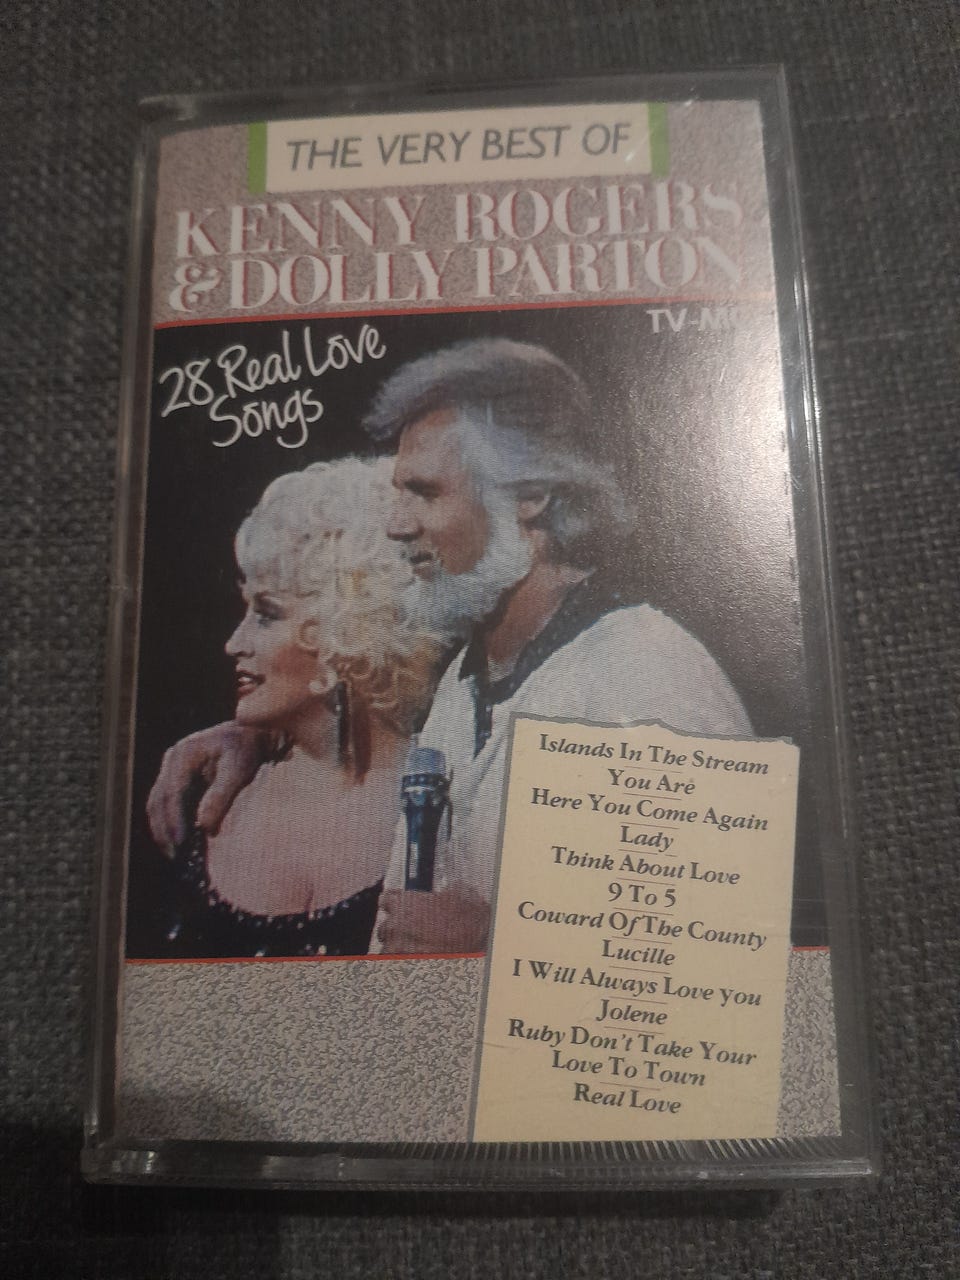 THE VERY BEST OF
KENNY ROGERS
& DOLLY PARTON
28 Real Love
Songs
Islands In The Stream
You Are
Here You Come Again
Lady
Think About Love
9 To 5
Coward Of The County
Lucille
I Will Always Love you
Jolene
Ruby Don't Take Your
Love To Town
Real Love